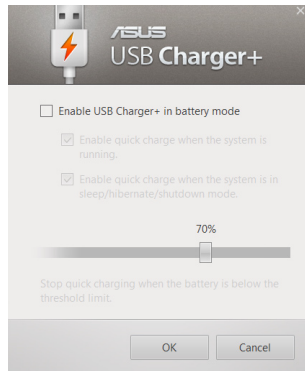 ASUS
USB Charger+
Enable USB Charger+ in battery mode
Enable quick charge when the system is
running.
Enable quick charge when the system is in
sleep/hibernate/shutdown mode.
70%
Stop quick charging when the battery is below the
threshold limit.
OK
Cancel